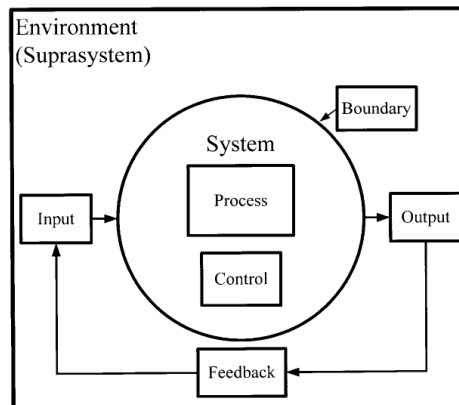 Environment
(Suprasystem)
Boundary
System
Process
Input
Output
Control
Feedback